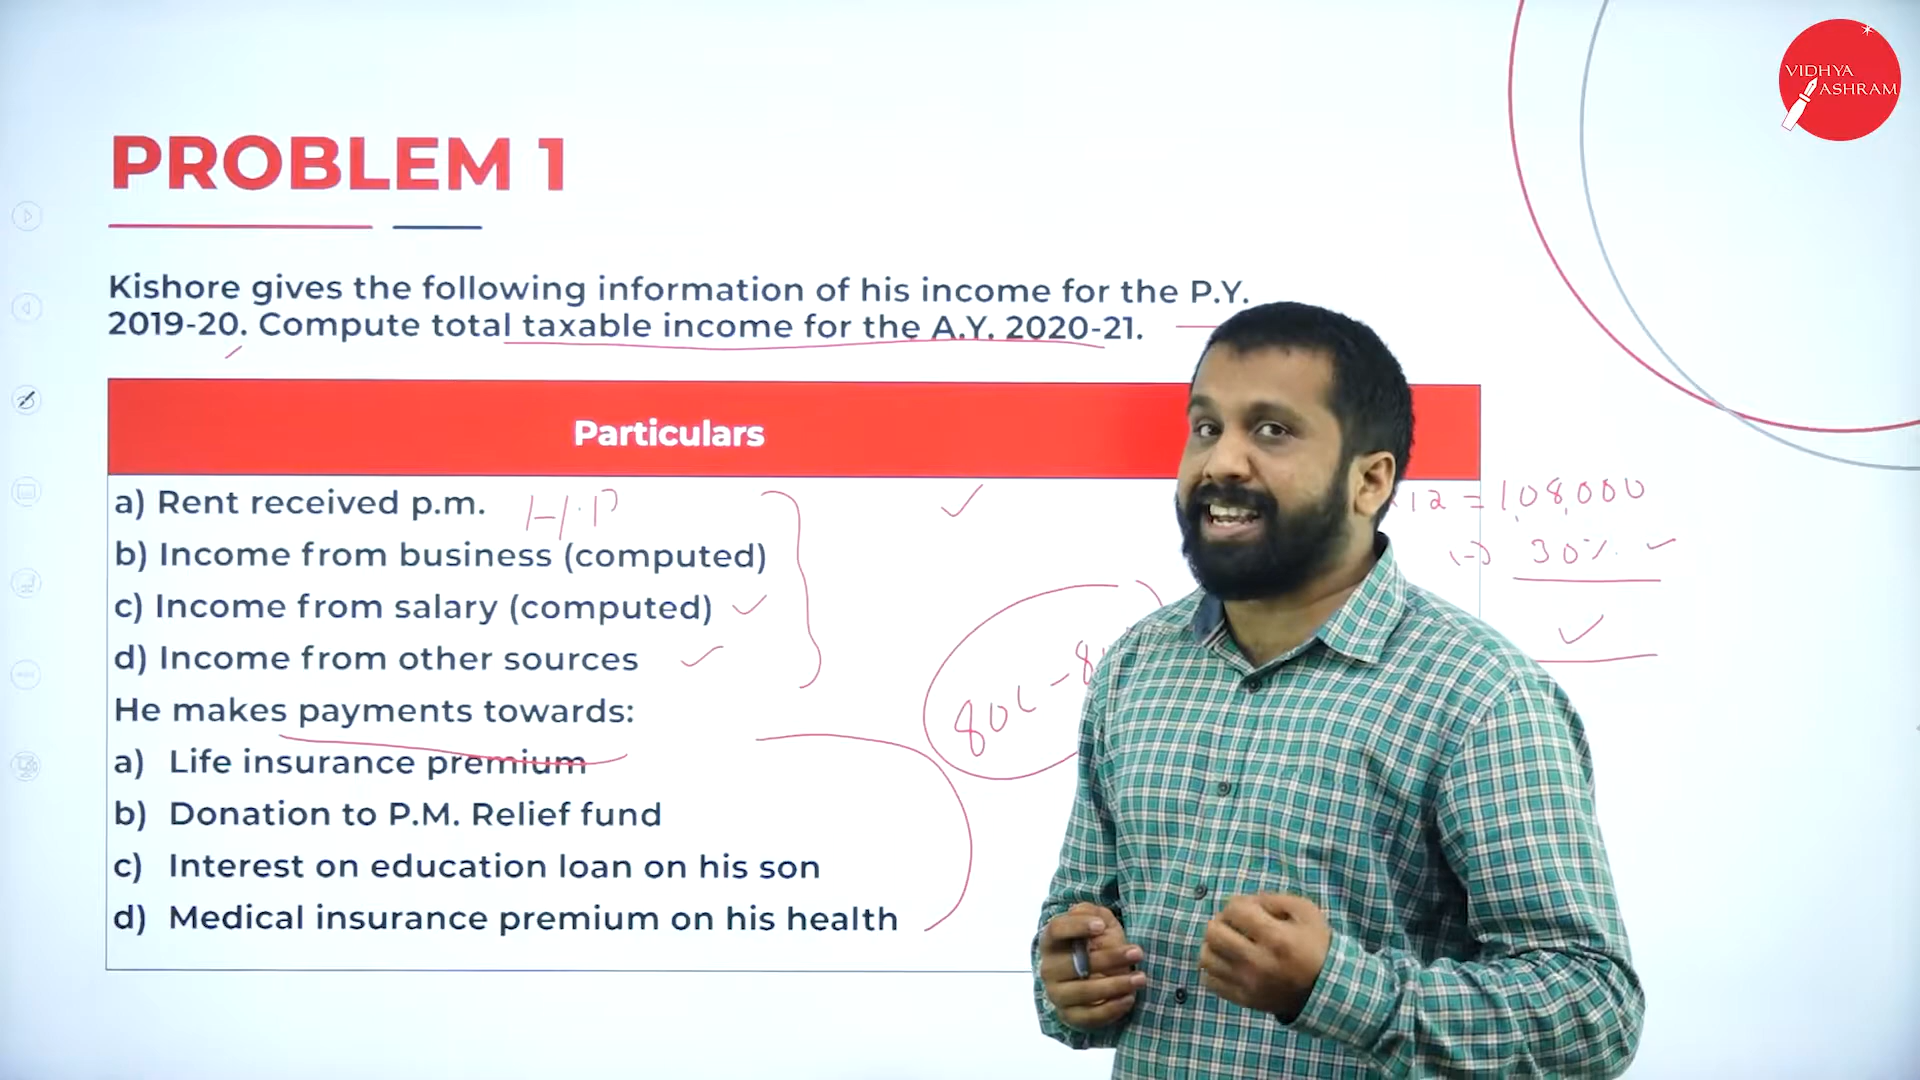 VIDHYA
ASHRAM
PROBLEM 1
Kishore gives the following information of his income for the P.Y.
2019-20. Compute total taxable income for the A.Y. 2020-21.
Particulars
a) Rent received p.m. H.P
12 = 1,08,000
b) Income from business (computed)
(-) 30%
c) Income from salary (computed)
d) Income from other sources
80C - 8
He makes payments towards:
a) Life insurance premium
b) Donation to P.M. Relief fund
c) Interest on education loan on his son
d) Medical insurance premium on his health